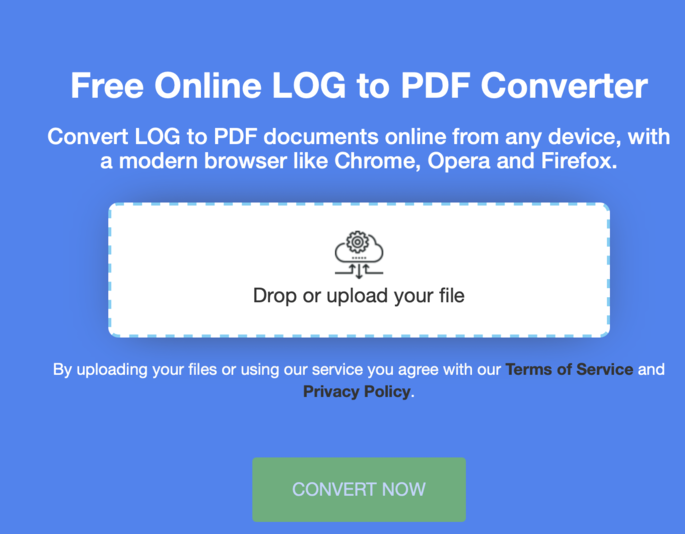 Free Online LOG to PDF Converter
Convert LOG to PDF documents online from any device, with
a modern browser like Chrome, Opera and Firefox.
Drop or upload your file
By uploading your files or using our service you agree with our Terms of Service and
Privacy Policy.
CONVERT NOW